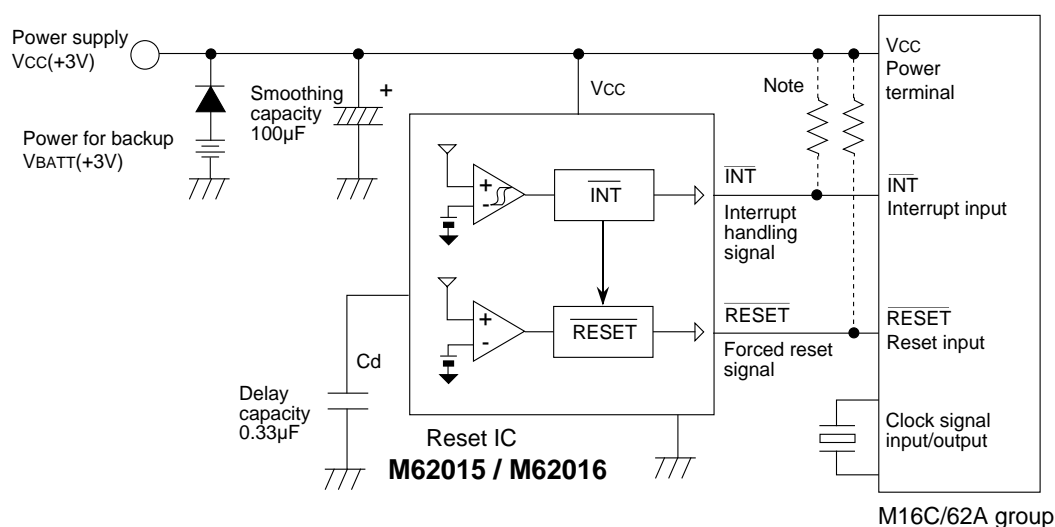 Power supply
VCC(+3V)
Smoothing
capacity
100µF
+
Power for backup
VBATT(+3V)
VCC
Note
VCC
Power
terminal
+
-
INT
INT
Interrupt
handling
signal
INT
Interrupt input
+
-
RESET
RESET
Forced reset
signal
RESET
Reset input
Cd
Delay
capacity
0.33µF
Clock signal
input/output
Reset IC
M62015 / M62016
M16C/62A group